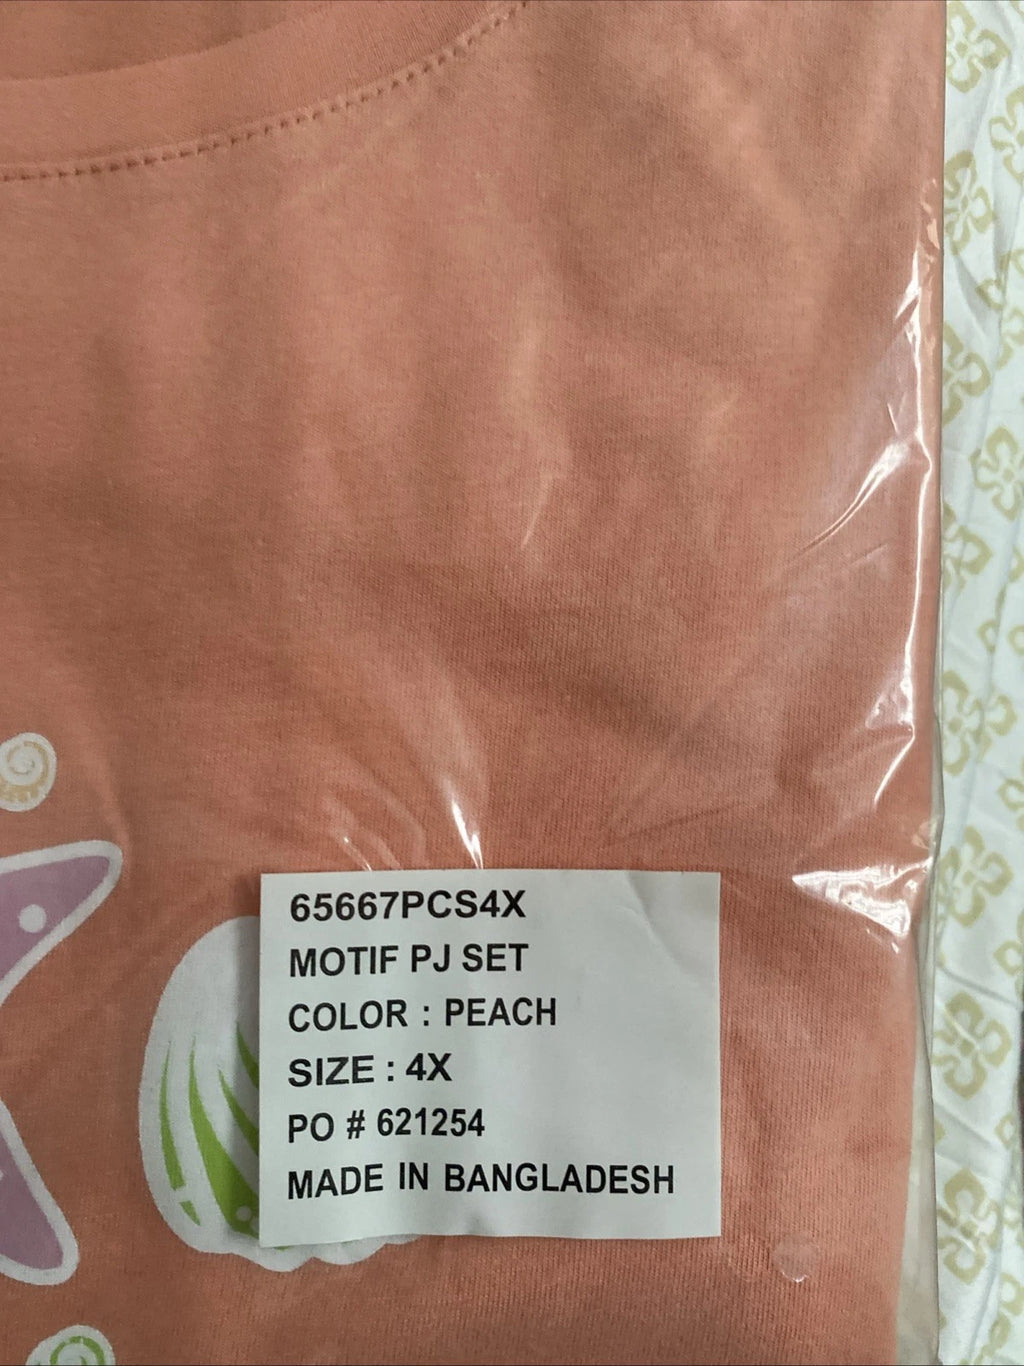 65667PCS4X
MOTIF PJ SET
COLOR : PEACH
SIZE : 4X
PO # 621254
MADE IN BANGLADESH